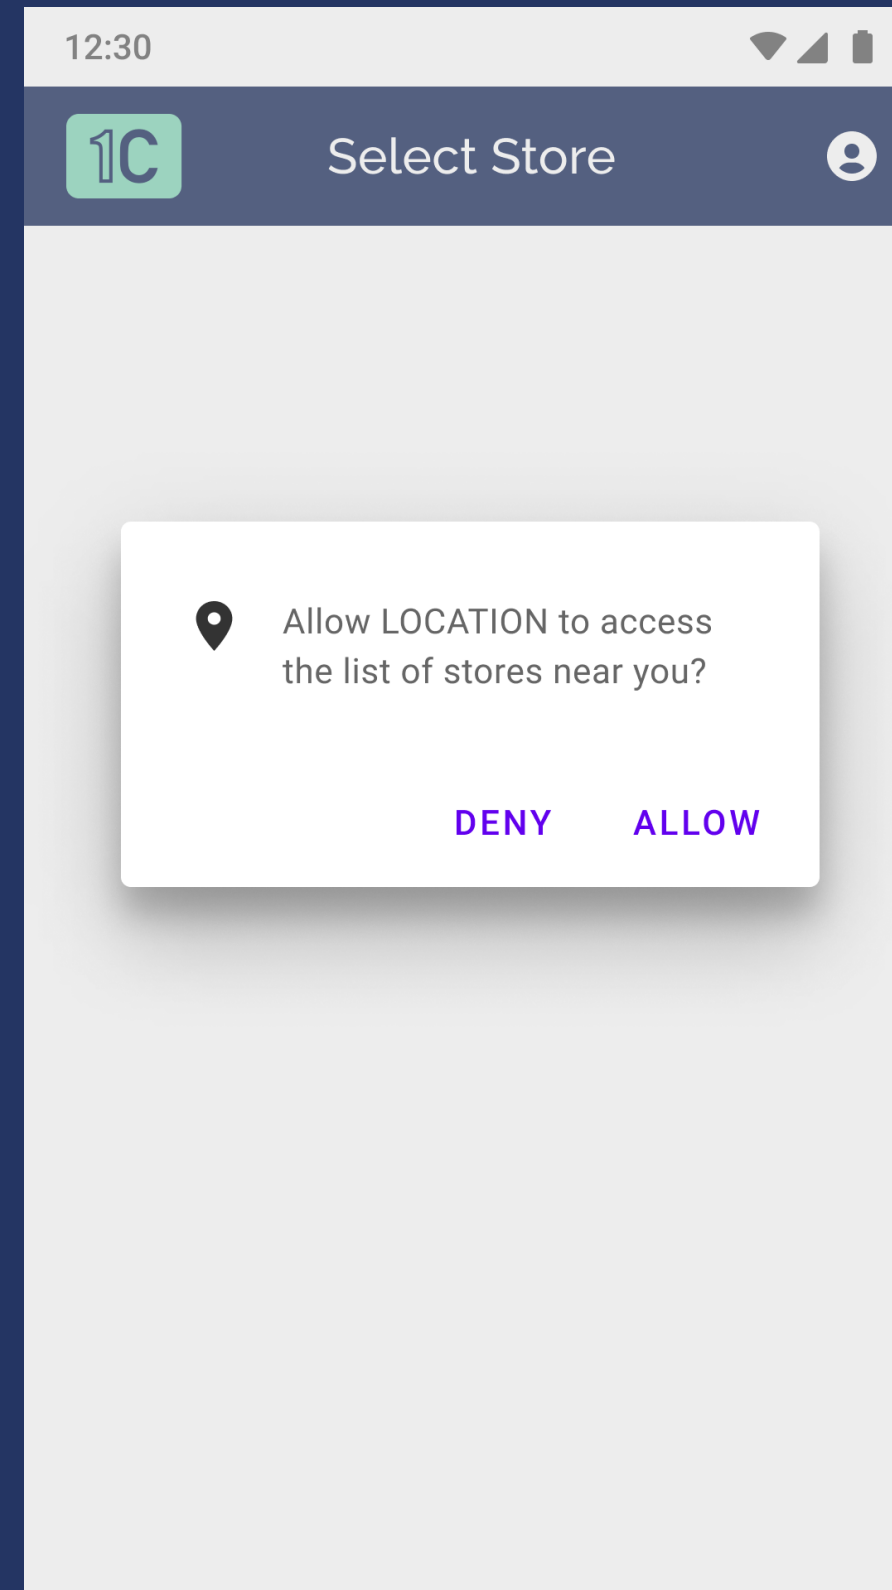 12:30
1C
Select Store
Allow LOCATION to access
the list of stores near you?
DENY
ALLOW